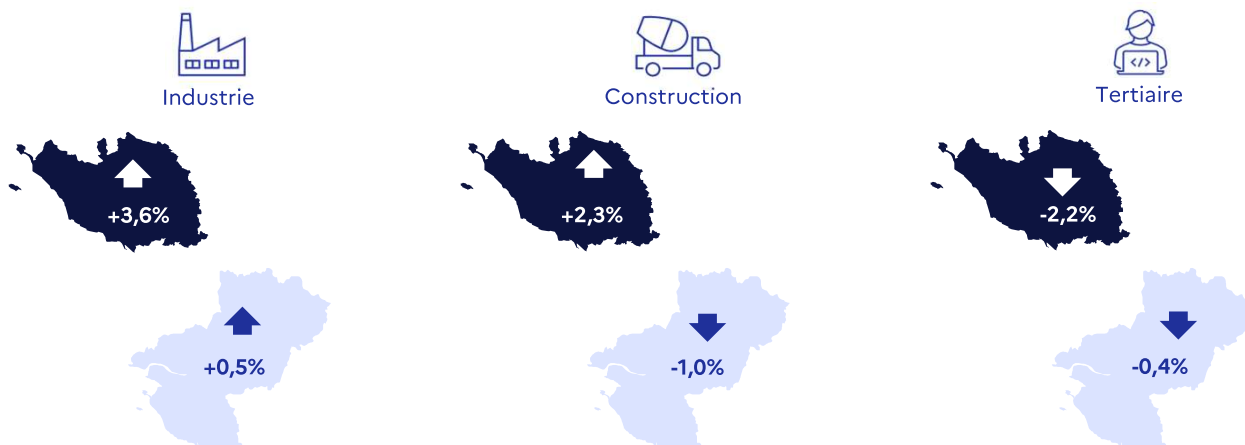 Industrie
Construction
Tertiaire
</>
+3,6%
+2,3%
-2,2%
+0,5%
-1,0%
-0,4%